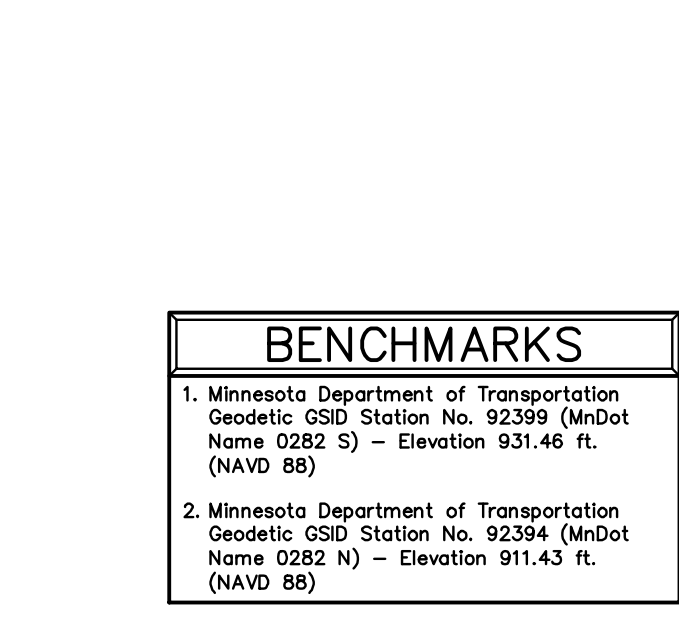 BENCHMARKS
1. Minnesota Department of Transportation
Geodetic GSID Station No. 92399 (MnDot
Name 0282 S) – Elevation 931.46 ft.
(NAVD 88)
2. Minnesota Department of Transportation
Geodetic GSID Station No. 92394 (MnDot
Name 0282 N) – Elevation 911.43 ft.
(NAVD 88)